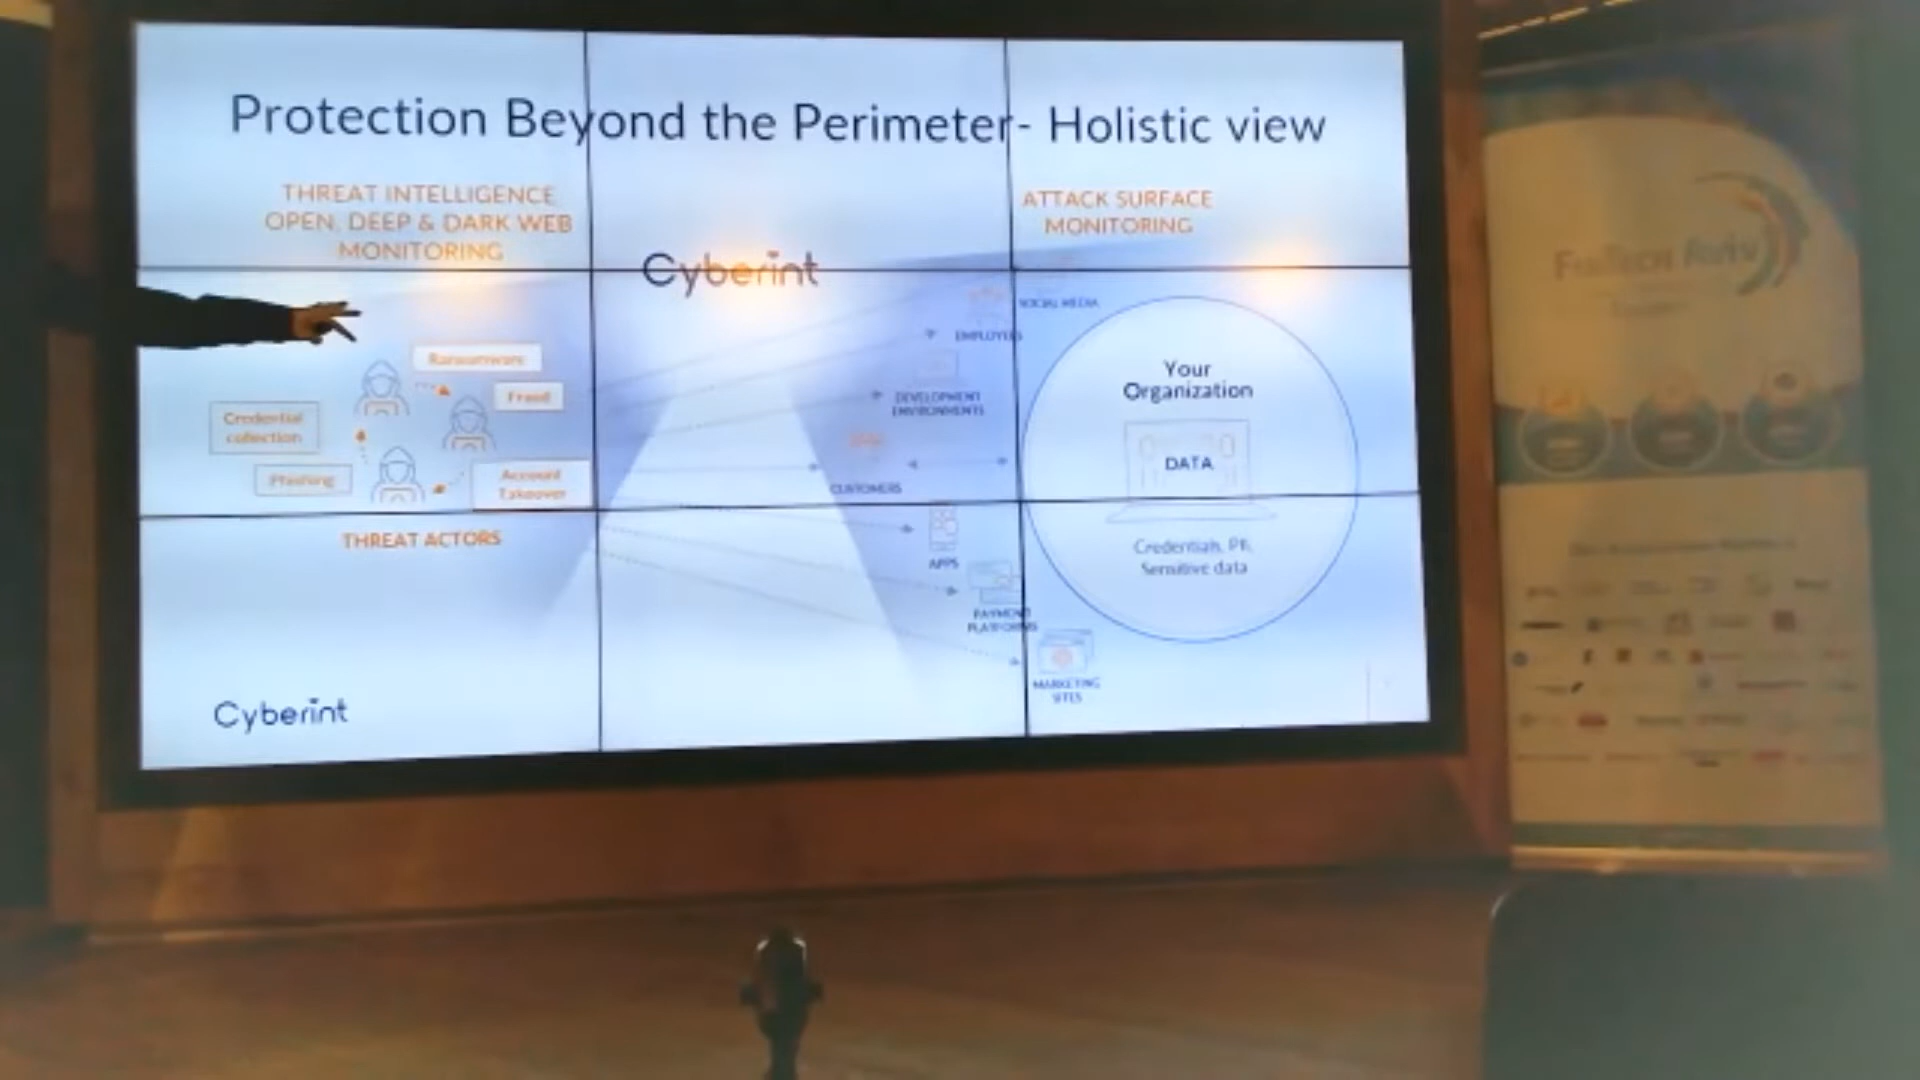 Protection Beyond the Perimeter- Holistic view
THREAT INTELLIGENCE
OPEN, DEEP & DARK WEB
MONITORING
Cyberint
ATTACK SURFACE
MONITORING
SOCIAL MEDIA
EMPLOYEES
DEVELOPMENT
ENVIRONMENTS
CUSTOMERS
APPS
PAYMENT
PLATFORMS
MARKETING
SITES
Ransomware
Fraud
Credential
collection
Phishing
Account
Takeover
THREAT ACTORS
Your
Organization
DATA
Credentials, PII,
Sensitive data
Cyberint
FinTech Aviv